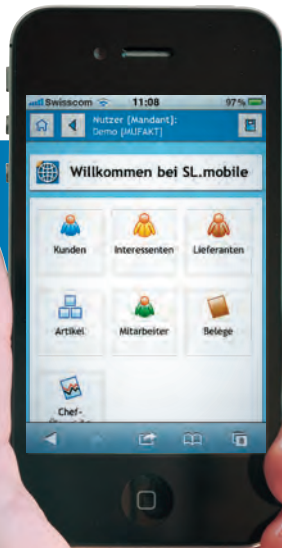 Swisscom 11:08 97%
Nutzer [Mandant]:
Demo [MUFAKT]
Willkommen bei SL.mobile
Kunden Interessenten Lieferanten
Artikel Mitarbeiter Belege
Chef-